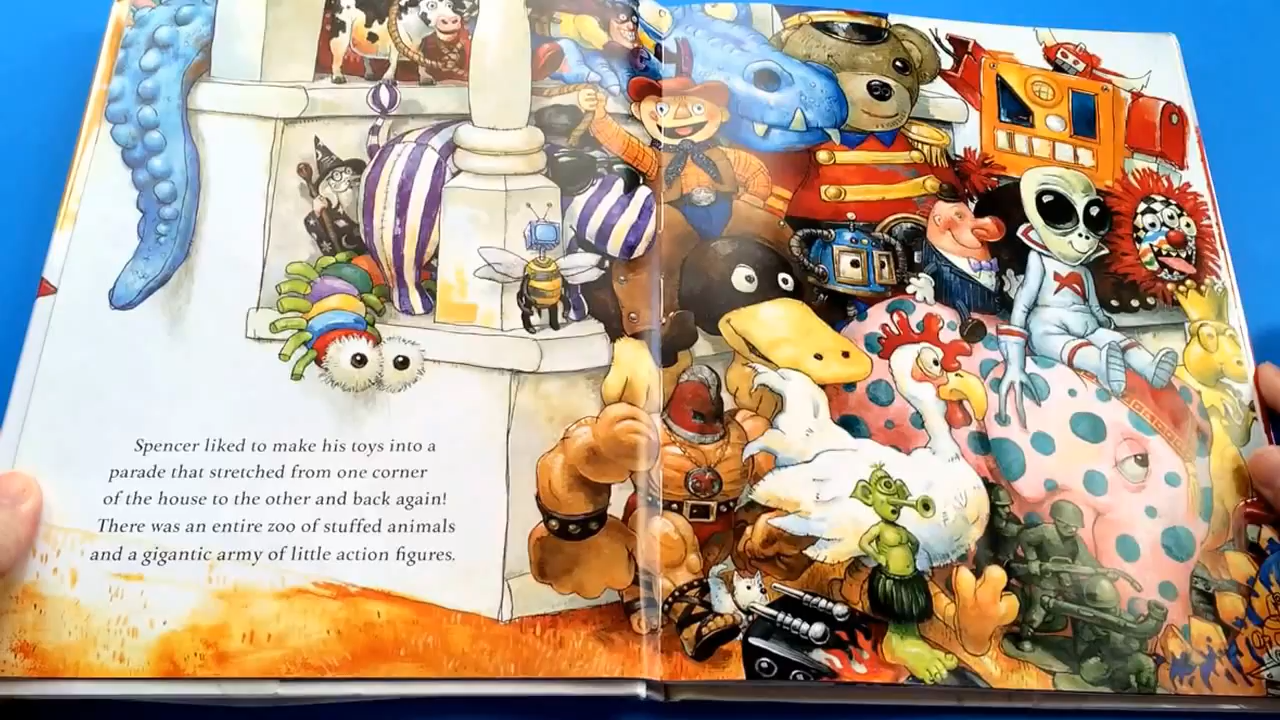 Spencer liked to make his toys into a
parade that stretched from one corner
of the house to the other and back again!
There was an entire zoo of stuffed animals
and a gigantic army of little action figures.